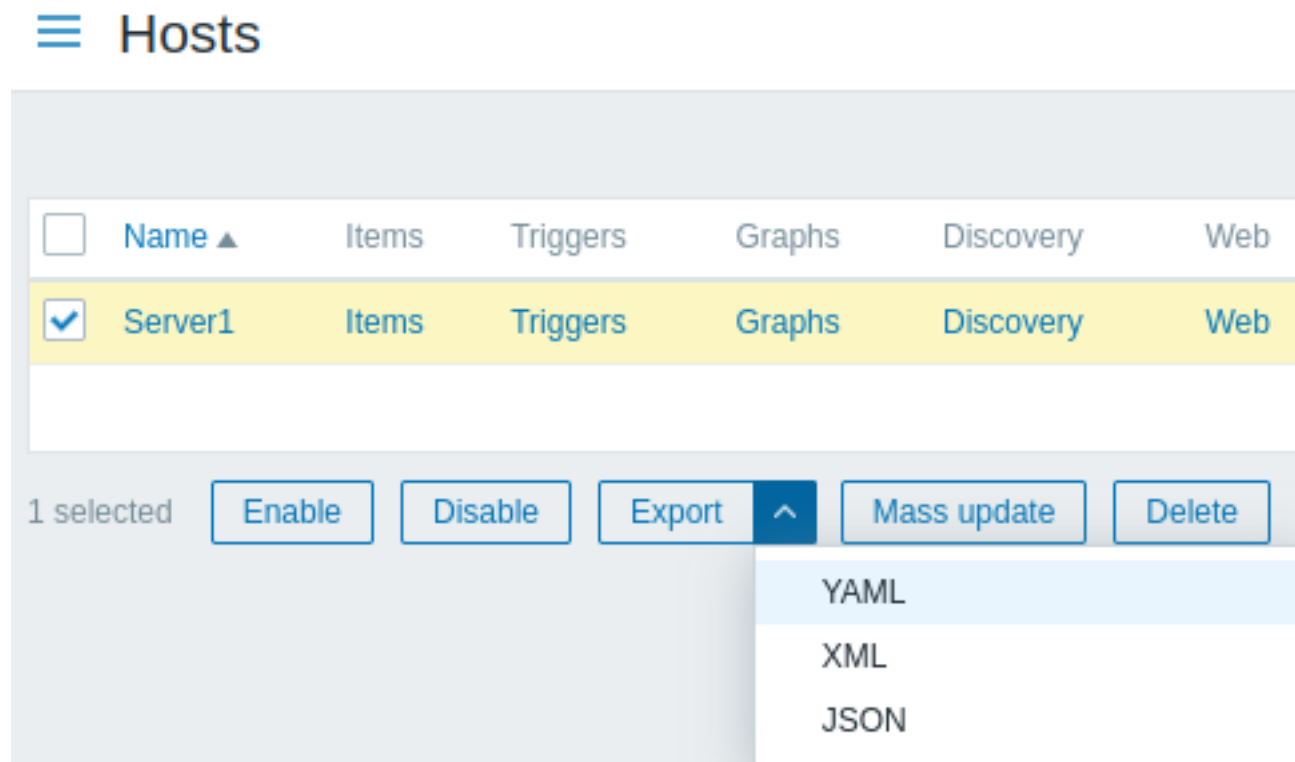 Hosts
Name Items Triggers Graphs Discovery Web
Server1 Items Triggers Graphs Discovery Web
1 selected Enable Disable Export Mass update Delete
YAML
XML
JSON